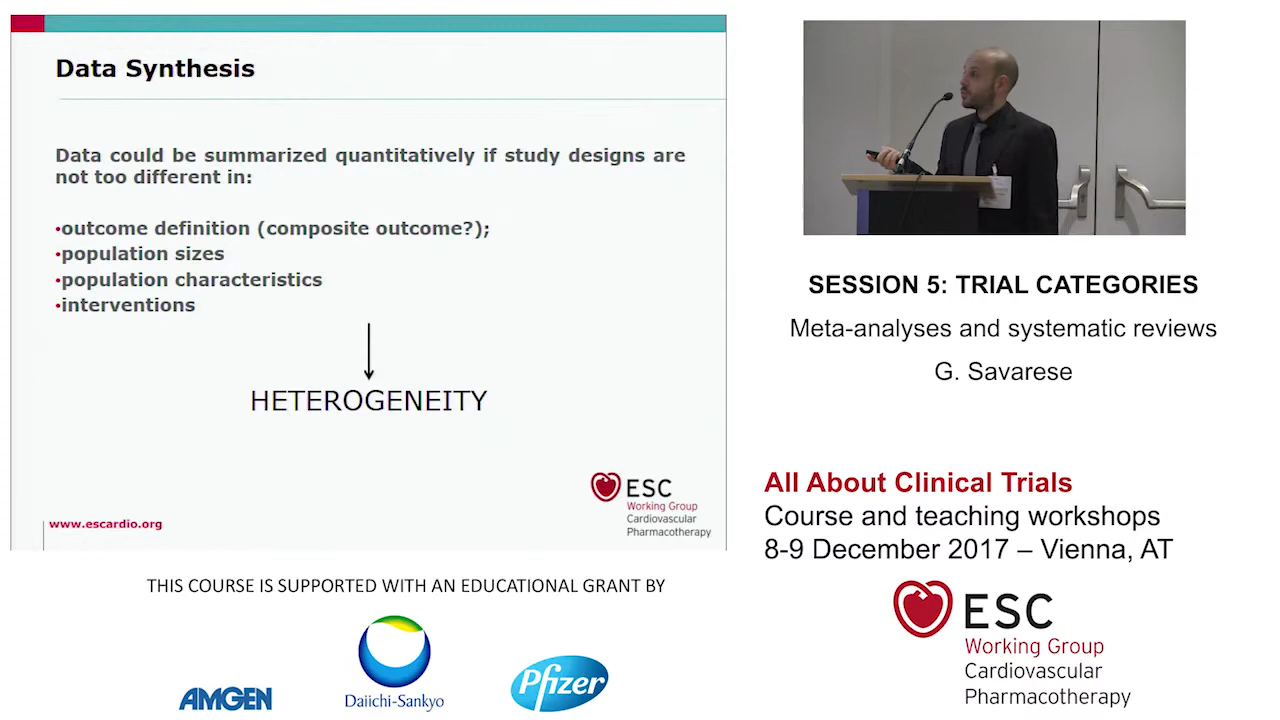 Data Synthesis
Data could be summarized quantitatively if study designs are
not too different in:
•outcome definition (composite outcome?);
•population sizes
•population characteristics
•interventions
HETEROGENEITY
ESC
Working Group
Cardiovascular
Pharmacotherapy
www.escardio.org
SESSION 5: TRIAL CATEGORIES
Meta-analyses and systematic reviews
G. Savarese
All About Clinical Trials
Course and teaching workshops
8-9 December 2017 – Vienna, AT
ESC
Working Group
Cardiovascular
Pharmacotherapy
THIS COURSE IS SUPPORTED WITH AN EDUCATIONAL GRANT BY
AMGEN
Daiichi-Sankyo
Pfizer